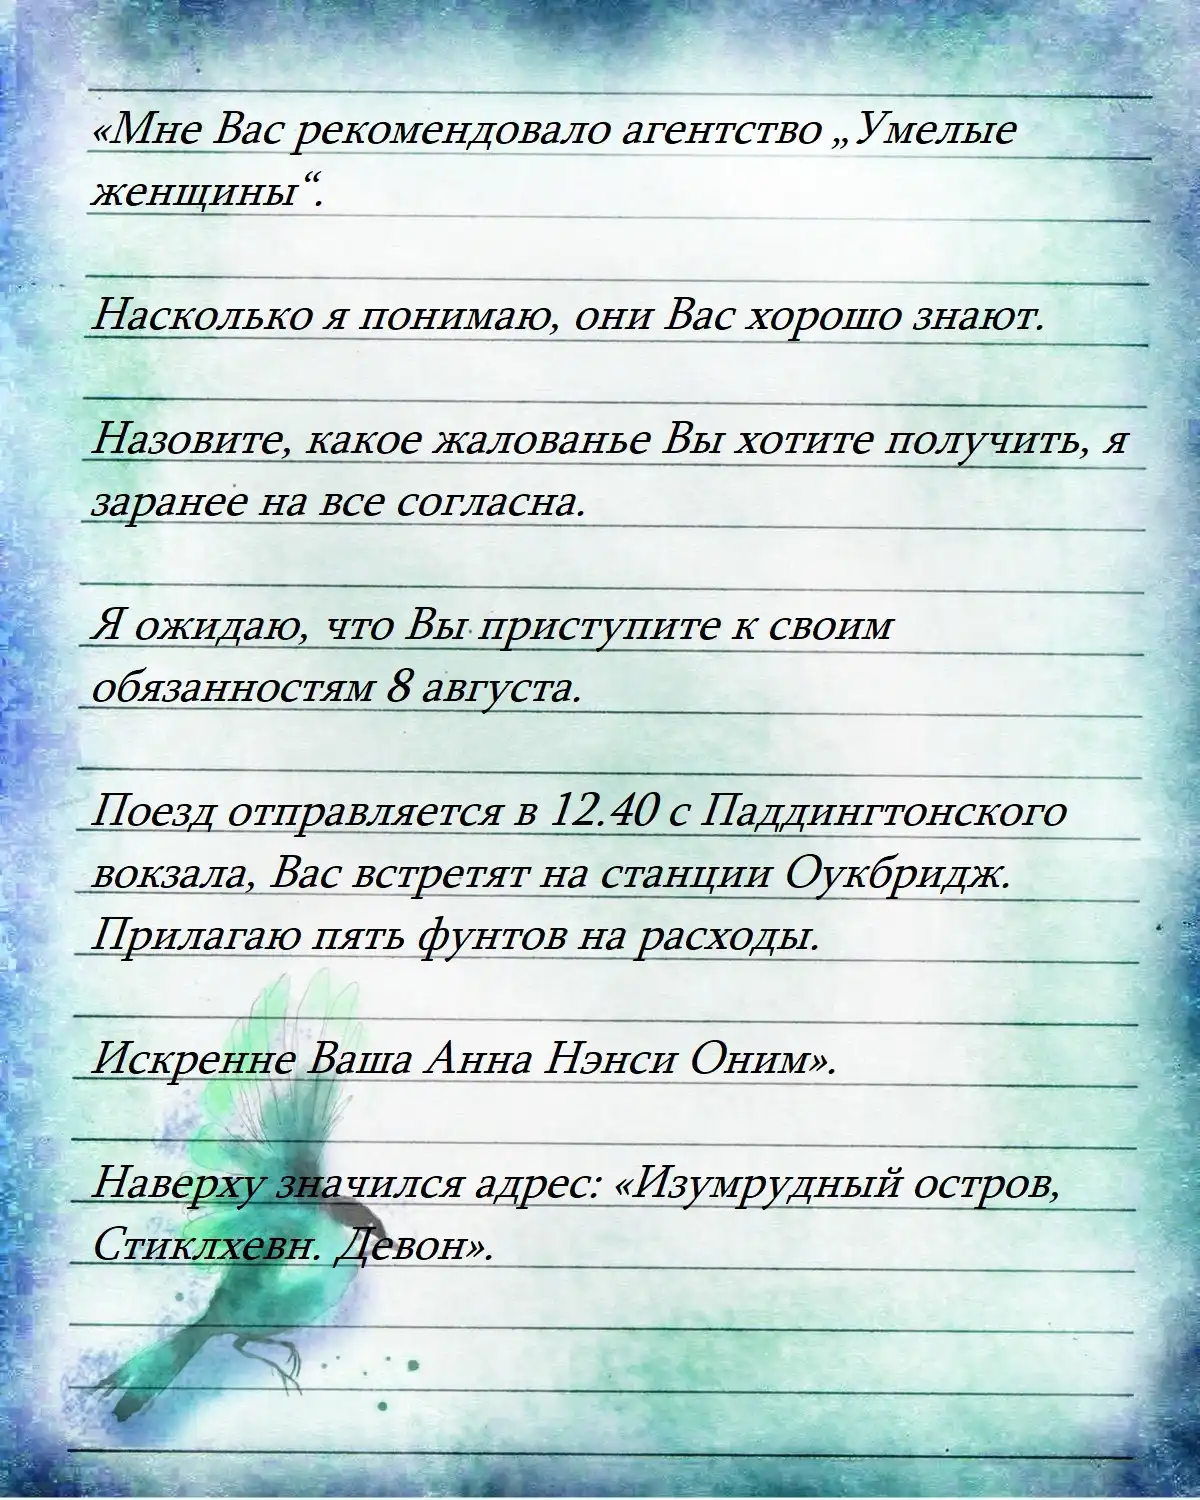 «Мне Вас рекомендовало агентство „Умелые
женщины“.
Насколько я понимаю, они Вас хорошо знают.
Назовите, какое жалованье Вы хотите получить, я
заранее на все согласна.
Я ожидаю, что Вы приступите к своим
обязанностям 8 августа.
Поезд отправляется в 12.40 с Паддингтонского
вокзала, Вас встретят на станции Оукбридж.
Прилагаю пять фунтов на расходы.
Искренне Ваша Анна Нэнси Оним».
Наверху значился адрес: «Изумрудный остров,
Стиклхевн. Девон».